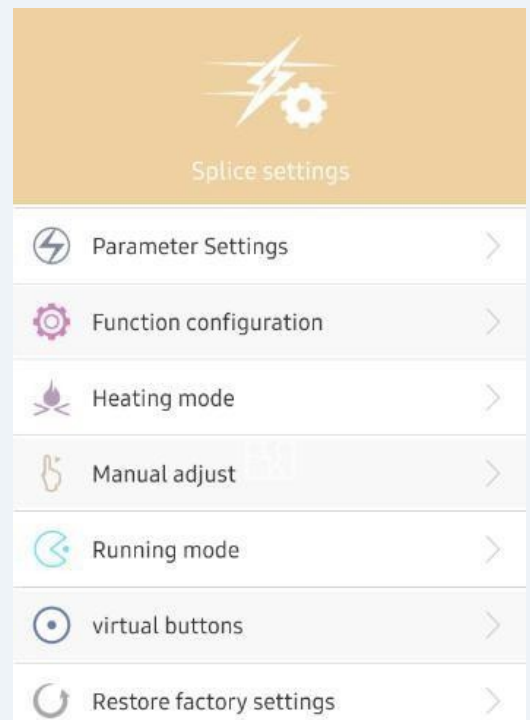 Splice settings
Parameter Settings
Function configuration
Heating mode
Manual adjust
Running mode
virtual buttons
Restore factory settings